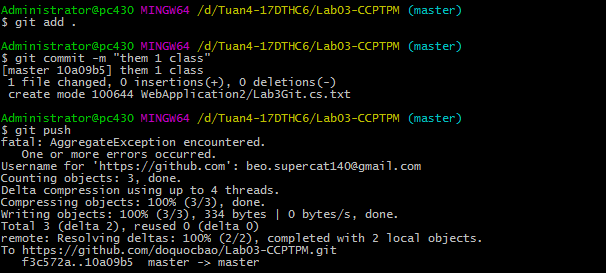 Administrator@pc430 MINGW64 /d/Tuan4-17DTHC6/Lab03-CCPTPM (master)
$ git add .
Administrator@pc430 MINGW64 /d/Tuan4-17DTHC6/Lab03-CCPTPM (master)
$ git commit -m "them 1 class"
[master 10a09b5] them 1 class
 1 file changed, 0 insertions(+), 0 deletions(-)
 create mode 100644 WebApplication2/Lab3Git.cs.txt
Administrator@pc430 MINGW64 /d/Tuan4-17DTHC6/Lab03-CCPTPM (master)
$ git push
fatal: AggregateException encountered.
   One or more errors occurred.
Username for 'https://github.com': beo.supercat140@gmail.com
Counting objects: 3, done.
Delta compression using up to 4 threads.
Compressing objects: 100% (3/3), done.
Writing objects: 100% (3/3), 334 bytes | 0 bytes/s, done.
Total 3 (delta 2), reused 0 (delta 0)
remote: Resolving deltas: 100% (2/2), completed with 2 local objects.
To https://github.com/doquocbao/Lab03-CCPTPM.git
   f3c572a..10a09b5  master -> master